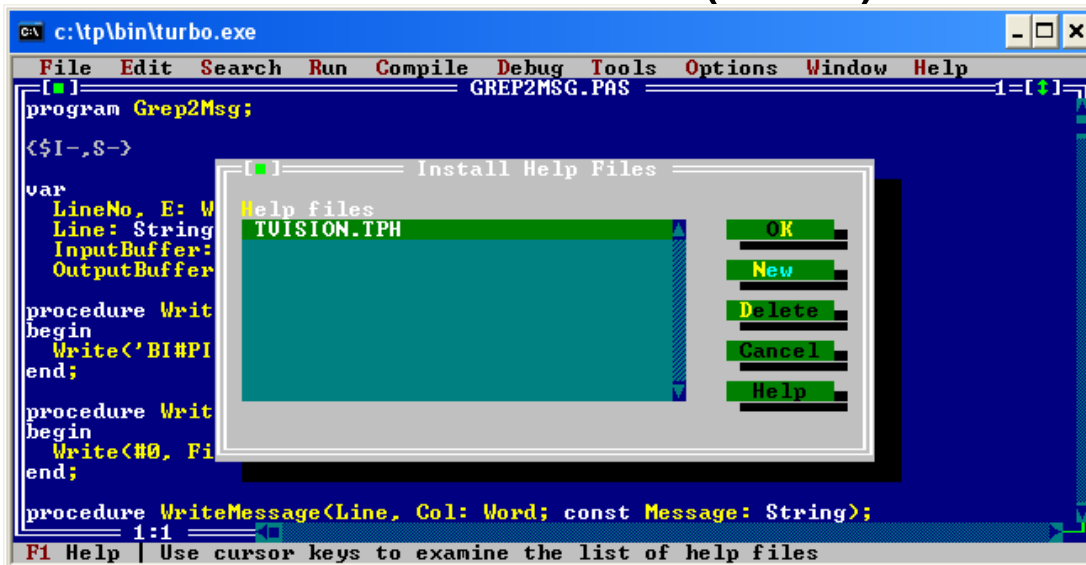 c:\tp\bin\turbo.exe
File Edit Search Run Compile Debug Tools Options Window Help
GREP2MSG.PAS 1
program Grep2Msg;
{$I-,S-}
Install Help Files
var
LineNo, E: W
Help files
Line: String
TVISION.TPH
OK
InputBuffer:
OutputBuffer
New
procedure Writ
Delete
begin
Write('BI#PI
Cancel
end;
Help
procedure Writ
begin
Write(#0, Fi
end;
procedure WriteMessage(Line, Col: Word; const Message: String);
1:1
F1 Help | Use cursor keys to examine the list of help files